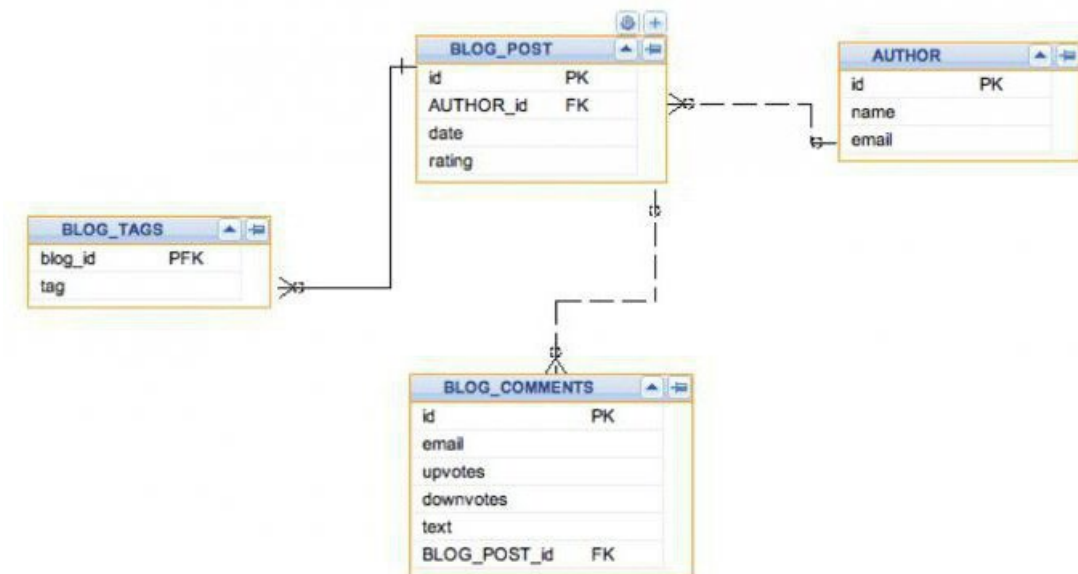 BLOG_POST
id PK
AUTHOR_id FK
date
rating
AUTHOR
id PK
name
email
BLOG_TAGS
blog_id PFK
tag
BLOG_COMMENTS
id PK
email
upvotes
downvotes
text
BLOG_POST_id FK